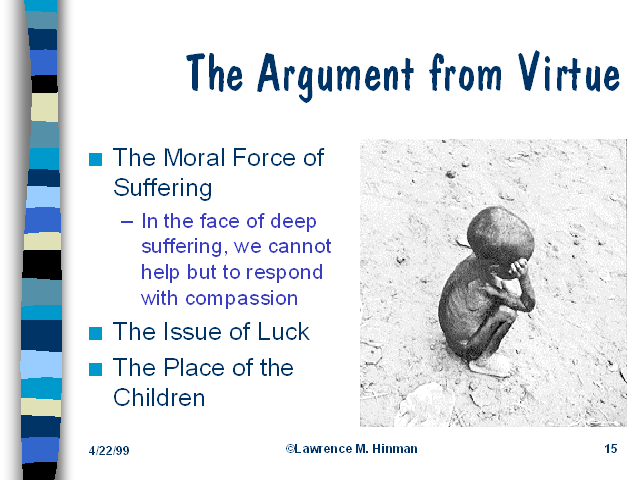 The Argument from Virtue
■ The Moral Force of
Suffering
– In the face of deep
suffering, we cannot
help but to respond
with compassion
■ The Issue of Luck
■ The Place of the
Children
4/22/99
©Lawrence M. Hinman
15